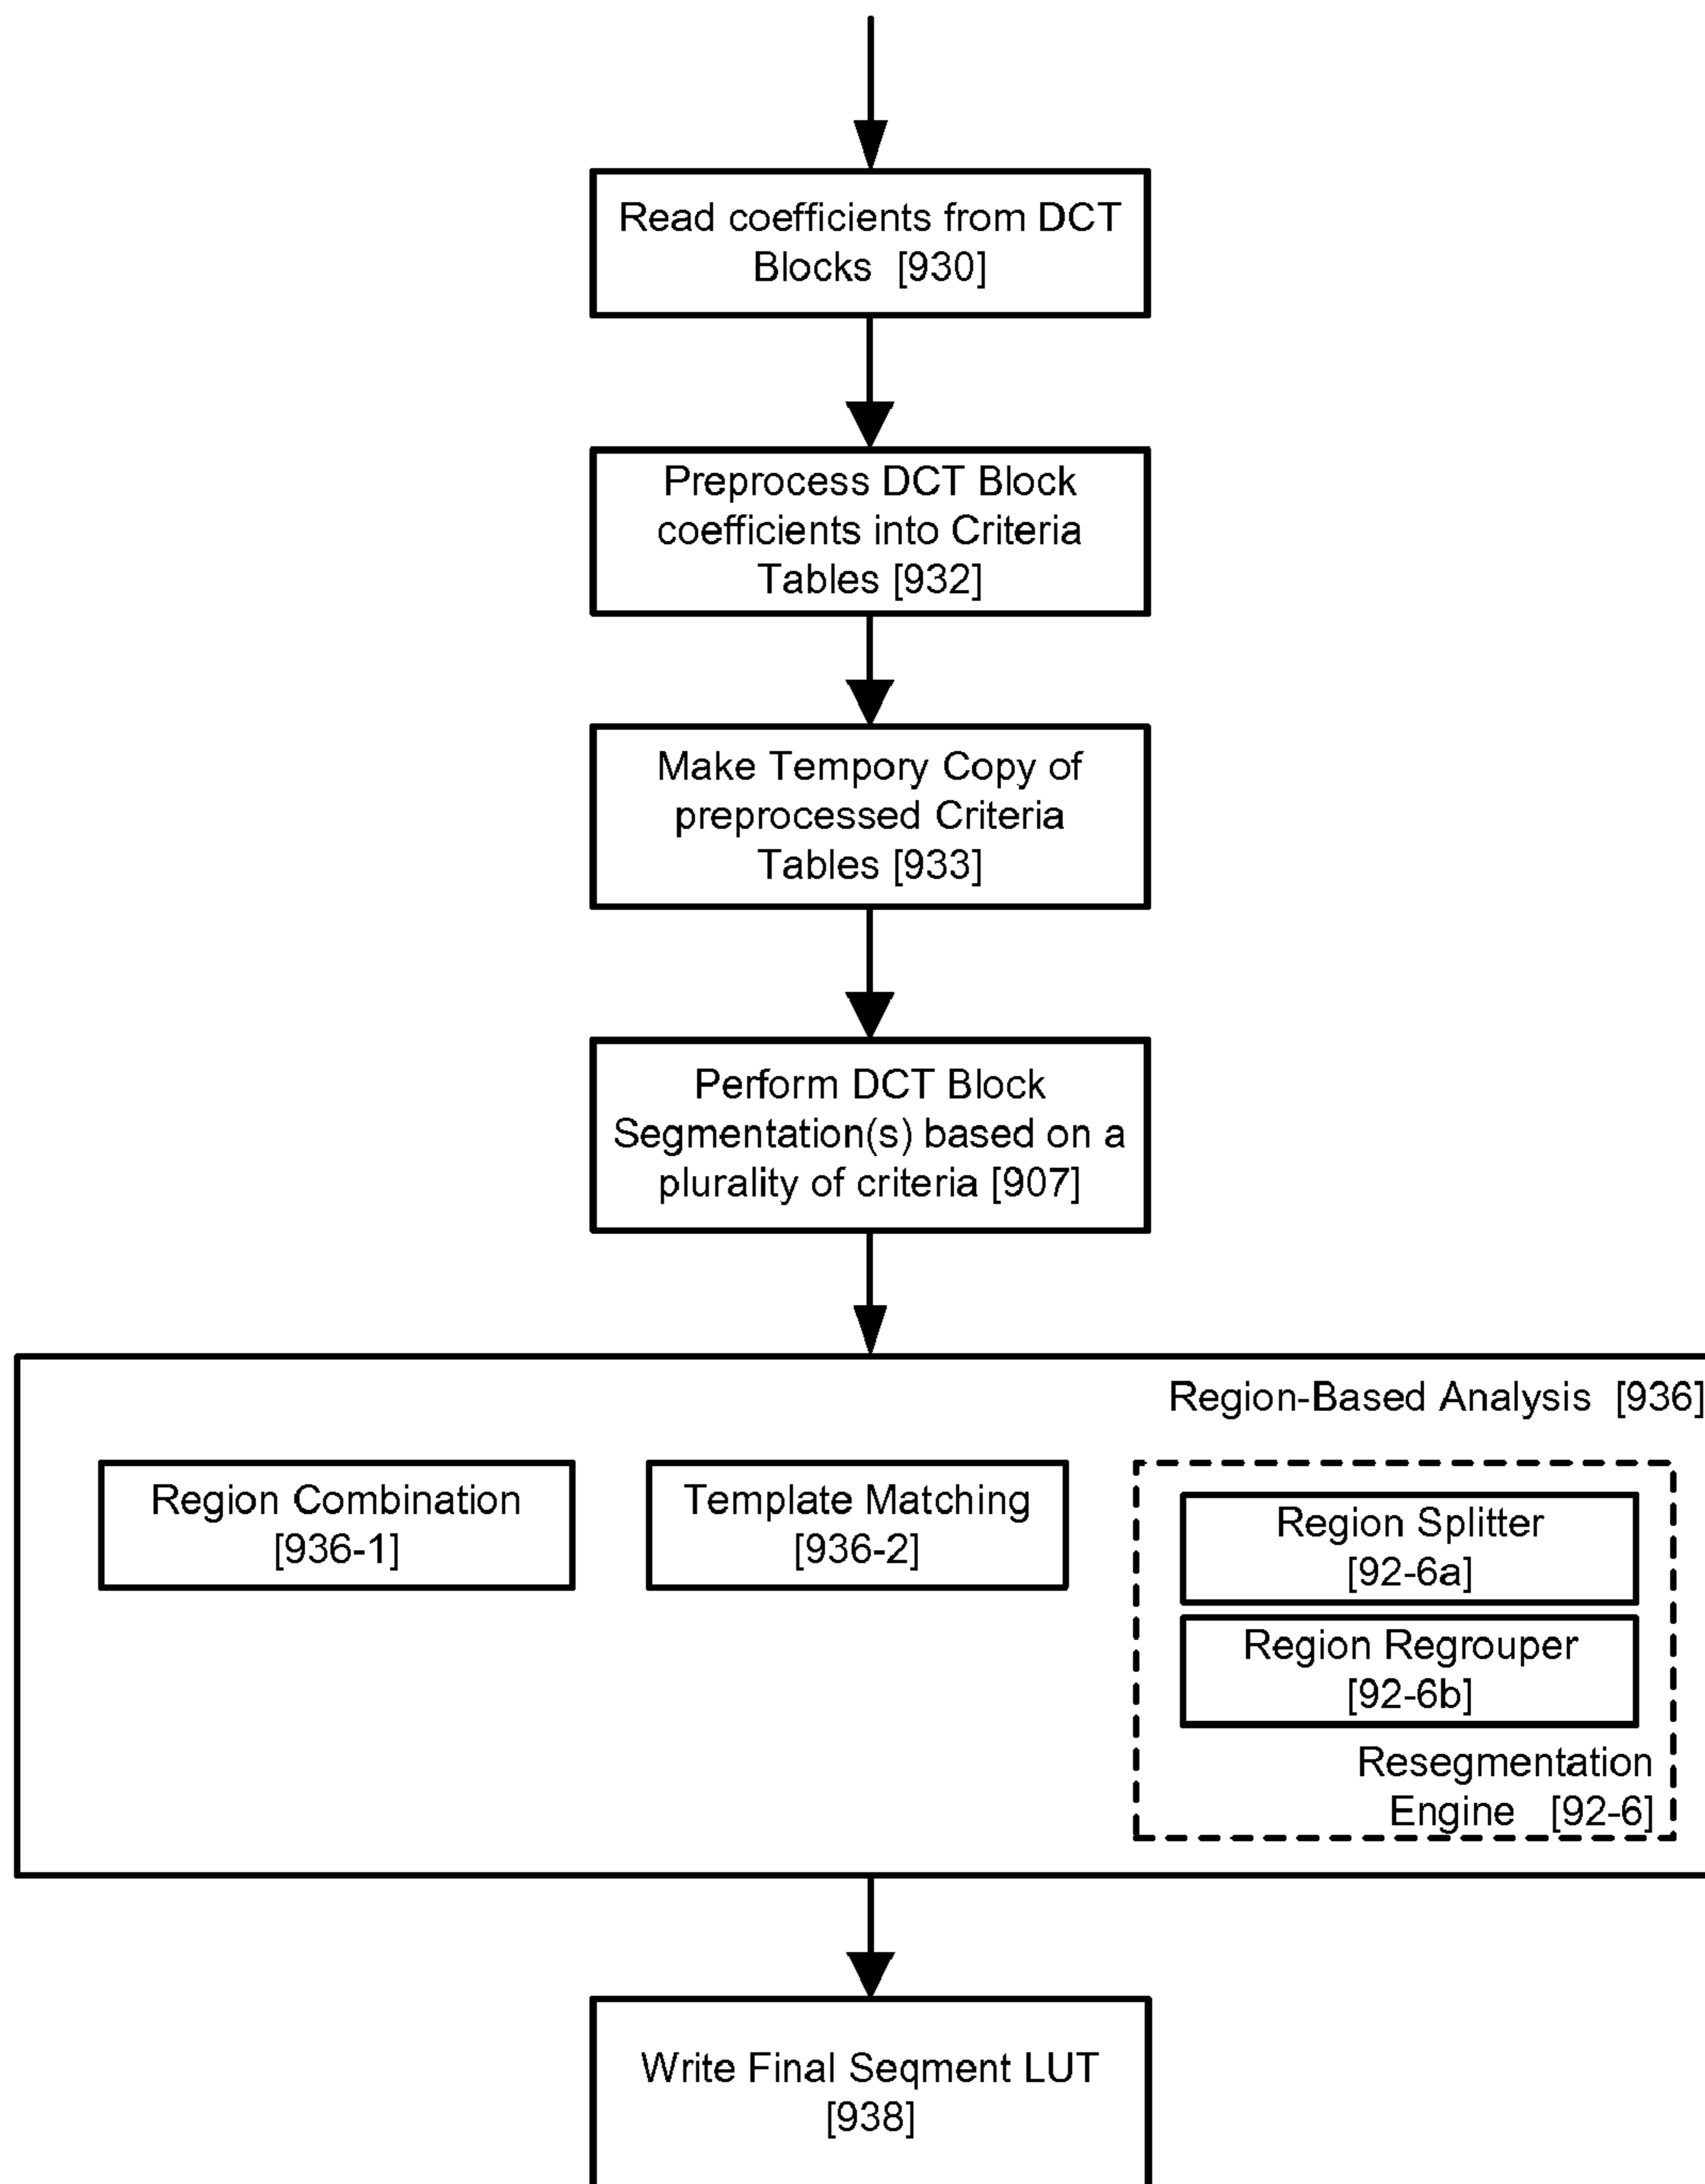 Read coefficients from DCT
Blocks [930]
Preprocess DCT Block
coefficients into Criteria
Tables [932]
Make Tempory Copy of
preprocessed Criteria
Tables [933]
Perform DCT Block
Segmentation(s) based on a
plurality of criteria [907]
Region-Based Analysis [936]
Region Combination
[936-1]
Template Matching
[936-2]
Region Splitter
[92-6a]
Region Regrouper
[92-6b]
Resegmentation
Engine [92-6]
Write Final Seqment LUT
[938]